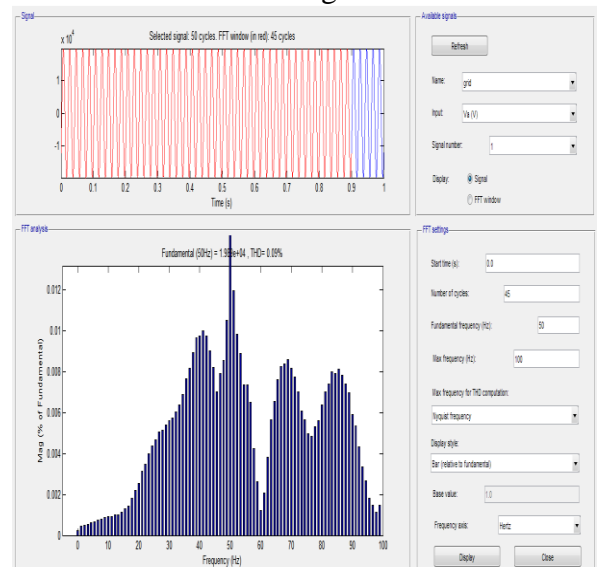 Signal
Selected signal: 50 cycles. FFT window (in red): 45 cycles
x 10^4
1
0
-1
0 0.1 0.2 0.3 0.4 0.5 0.6 0.7 0.8 0.9 1
Time (s)
Available signals
Refresh
Name: grid
Input: Va (V)
Signal number: 1
Display: Signal
FFT window
FFT analysis
Fundamental (50Hz) = e+04 , THD= 0.09%
0.012
0.01
0.008
0.006
0.004
0.002
0
Mag (% of Fundamental)
0 10 20 30 40 50 60 70 80 90 100
Frequency (Hz)
FFT settings
Start time (s): 0.0
Number of cycles: 45
Fundamental frequency (Hz): 50
Max frequency (Hz): 100
Max frequency for THD computation:
Nyquist frequency
Display style:
Bar (relative to fundamental)
Base value: 1.0
Frequency axis: Hertz
Display Close